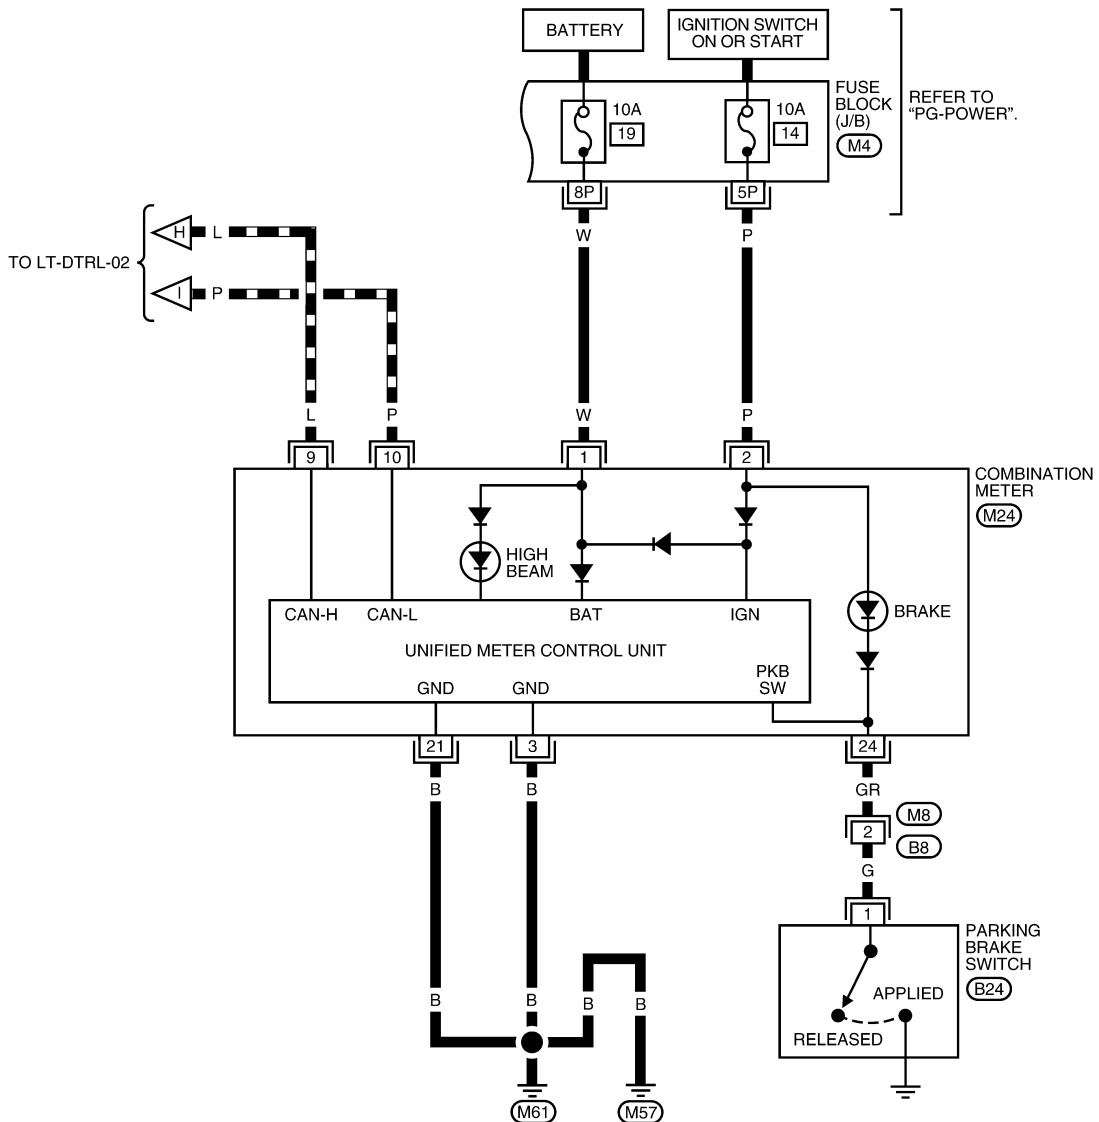 BATTERY
IGNITION SWITCH
ON OR START
FUSE
BLOCK
(J/B)
M4
REFER TO
“PG-POWER”.
10A
19
10A
14
8P
5P
W
P
TO LT-DTRL-02
H
L
I
P
L
P
W
P
9
10
1
2
COMBINATION
METER
M24
HIGH
BEAM
BRAKE
CAN-H
CAN-L
BAT
IGN
UNIFIED METER CONTROL UNIT
GND
GND
PKB
SW
21
3
24
B
B
GR
M8
2
B8
G
1
PARKING
BRAKE
SWITCH
B24
APPLIED
RELEASED
B
B
B
B
M61
M57